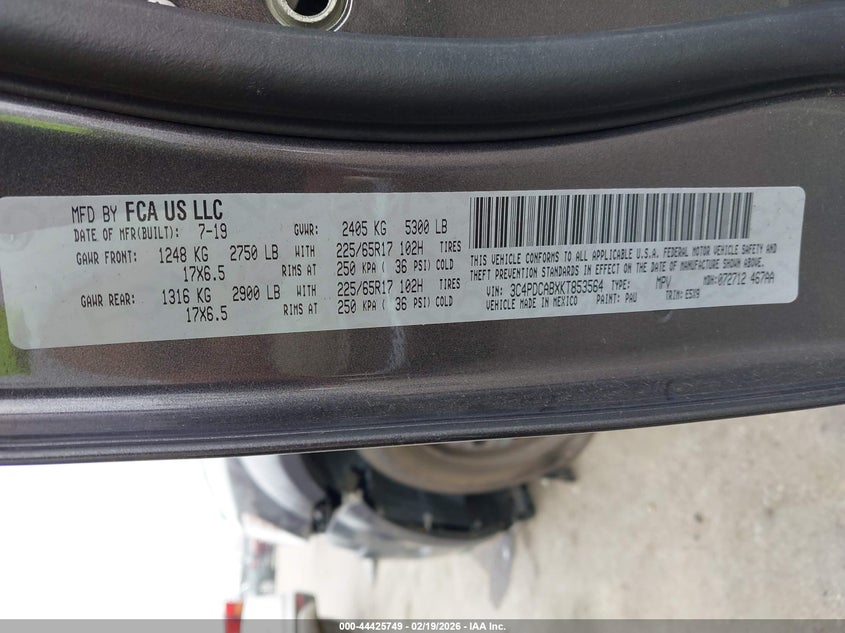 MFD BY FCA US LLC
DATE OF MFR(BUILT): 7-19 GVWR: 2405 KG 5300 LB
GAWR FRONT: 1248 KG 2750 LB WITH 225/65R17 102H TIRES
17X6.5 RIMS AT 250 KPA ( 36 PSI) COLD
GAWR REAR: 1316 KG 2900 LB WITH 225/65R17 102H TIRES
17X6.5 RIMS AT 250 KPA ( 36 PSI) COLD
THIS VEHICLE CONFORMS TO ALL APPLICABLE U.S.A. FEDERAL MOTOR VEHICLE SAFETY AND
THEFT PREVENTION STANDARDS IN EFFECT ON THE DATE OF MANUFACTURE SHOWN ABOVE.
VIN: 3C4PDCABXKT853564 TYPE: MPV MDH: 072712 467AA
VEHICLE MADE IN MEXICO PAINT: PAU TRIM: E5X9
000-44425749 - 02/19/2026 - IAA Inc.